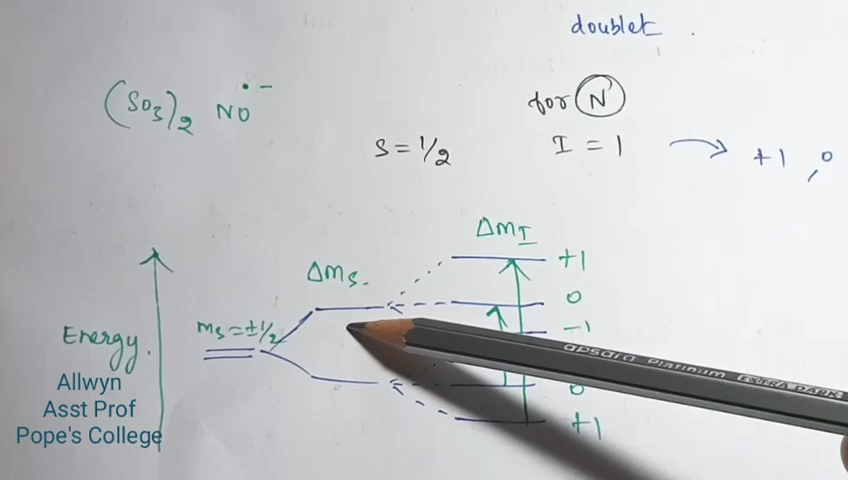 doublet.
(SO₃)₂ NO•⁻
for N
S = 1/2
I = 1 → +1, 0
ΔmI
+1
ΔmS.
0
mS = ±1/2
-1
Energy.
0
+1
apsara PLATINUM EXTRA DARK
Allwyn
Asst Prof
Pope's College